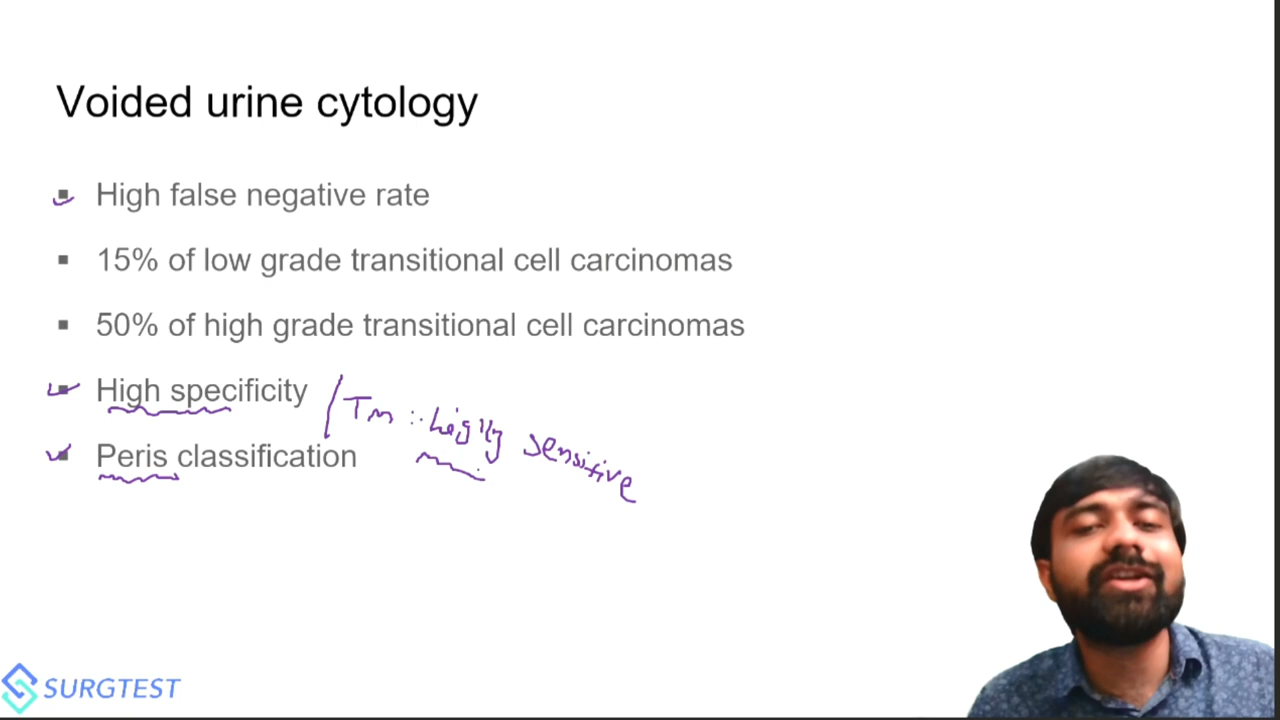 Voided urine cytology
▪ High false negative rate
▪ 15% of low grade transitional cell carcinomas
▪ 50% of high grade transitional cell carcinomas
▪ High specificity
/ Tm : highly sensitive
▪ Peris classification
SURGTEST